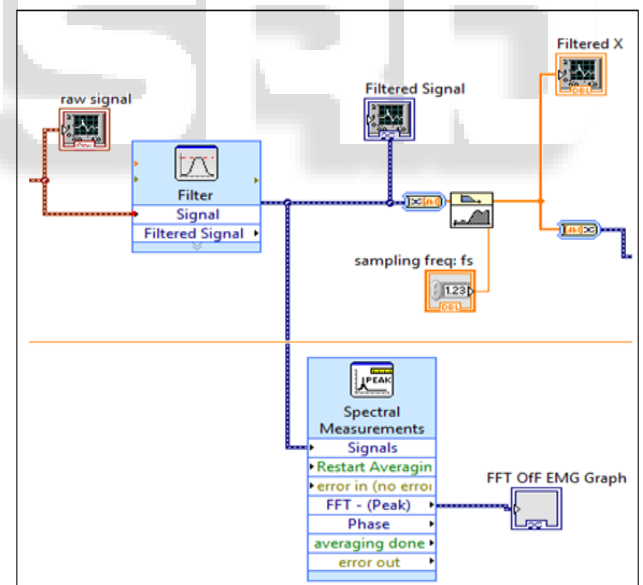 Filtered X
DBL
Filtered Signal
raw signal
Filter
Signal
Filtered Signal
sampling freq: fs
1.23
DBL
PEAK
Spectral
Measurements
Signals
Restart Averagin
error in (no erroı
FFT - (Peak)
Phase
averaging done
error out
FFT OfF EMG Graph